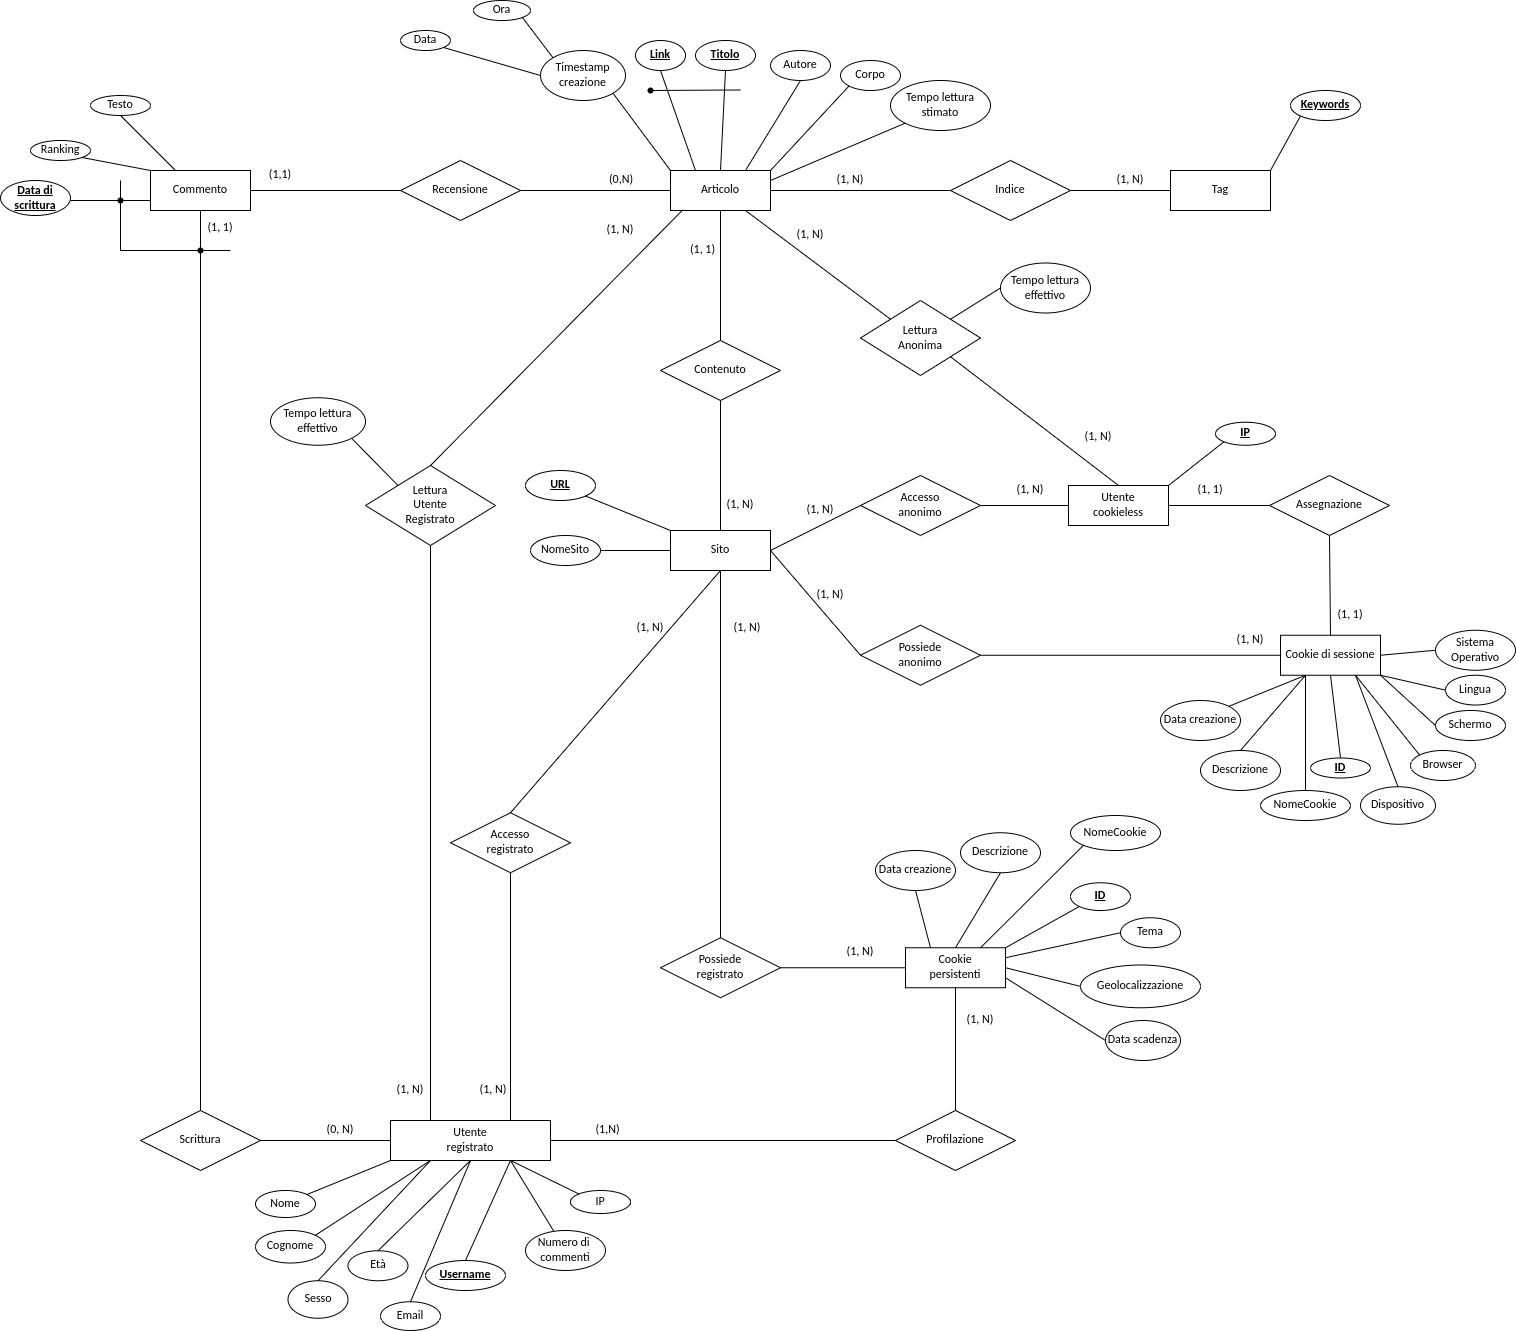 Ora
Data
Timestamp
creazione
Link
Titolo
Autore
Corpo
Tempo lettura
stimato
Keywords
Testo
Ranking
Data di
scrittura
Commento
(1,1)
Recensione
(0,N)
Articolo
(1, N)
Indice
(1, N)
Tag
(1, 1)
(1, N)
(1, 1)
(1, N)
Tempo lettura
effettivo
Lettura
Anonima
Contenuto
Tempo lettura
effettivo
(1, N)
IP
Lettura
Utente
Registrato
URL
(1, N)
(1, N)
Accesso
anonimo
(1, N)
Utente
cookieless
(1, 1)
Assegnazione
NomeSito
Sito
(1, N)
(1, 1)
(1, N)
(1, N)
Possiede
anonimo
(1, N)
Cookie di sessione
Sistema
Operativo
Lingua
Schermo
Data creazione
Descrizione
ID
Browser
NomeCookie
Dispositivo
Accesso
registrato
Data creazione
Descrizione
NomeCookie
ID
Tema
Possiede
registrato
(1, N)
Cookie
persistenti
Geolocalizzazione
(1, N)
Data scadenza
(1, N)
(1, N)
Scrittura
(0, N)
Utente
registrato
(1,N)
Profilazione
Nome
IP
Cognome
Numero di
commenti
Età
Username
Sesso
Email